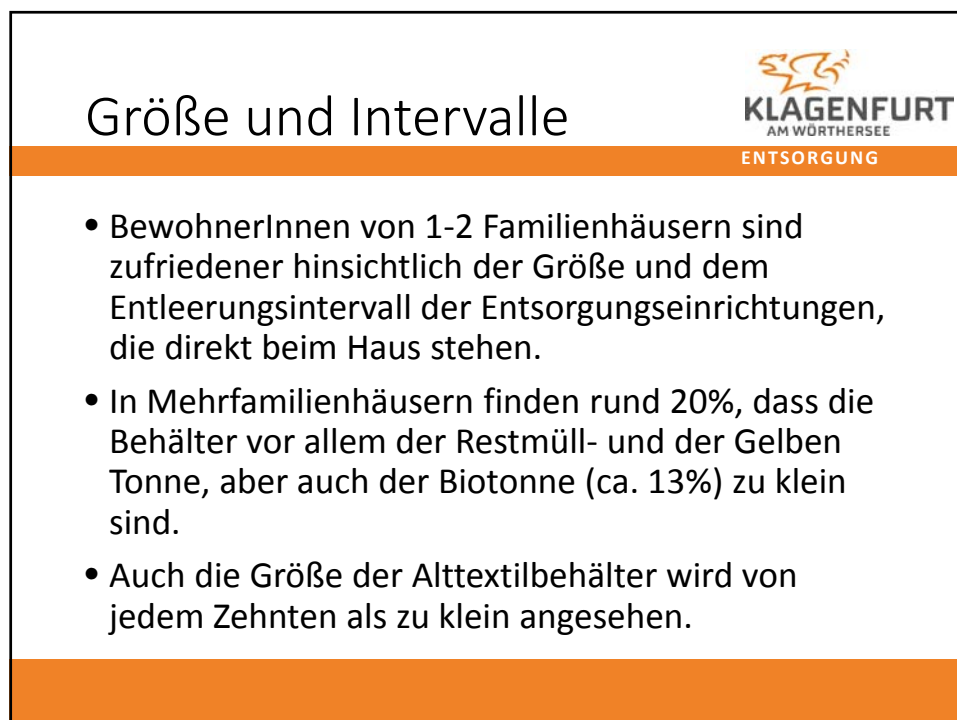 Größe und Intervalle
KLAGENFURT
AM WÖRTHERSEE
ENTSORGUNG
• BewohnerInnen von 1-2 Familienhäusern sind
zufriedener hinsichtlich der Größe und dem
Entleerungsintervall der Entsorgungseinrichtungen,
die direkt beim Haus stehen.
• In Mehrfamilienhäusern finden rund 20%, dass die
Behälter vor allem der Restmüll- und der Gelben
Tonne, aber auch der Biotonne (ca. 13%) zu klein
sind.
• Auch die Größe der Alttextilbehälter wird von
jedem Zehnten als zu klein angesehen.